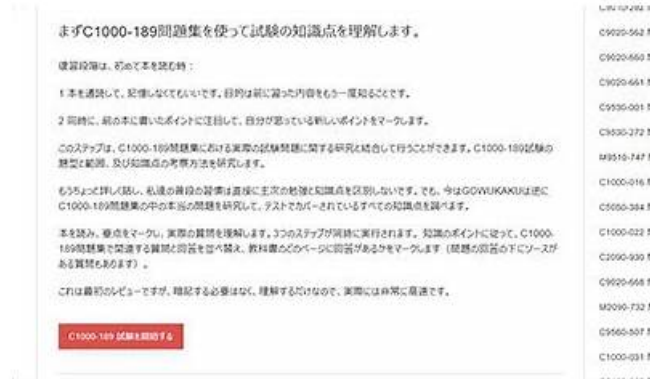 まずC1000-189問題集を使って試験の知識点を理解します。
復習段階は、初めて本を読む時：
1 本を通読して、記憶しなくてもいいです。目的は前に習った内容をもう一度知ることです。
2 同時に、前の本に書いたポイントに注目して、自分が思っている新しいポイントをマークします。
このステップは、C1000-189問題集における実際の試験問題に関する研究と結合して行うことができます。C1000-189試験の
題型と範囲、及び知識点の考察方法を研究します。
もうちょっと詳しく話し、私達の普段の習慣は直接に主次の勉強と知識点を区別しないです。でも、今はGOWUKAKUは逆に
C1000-189問題集の中の本当の問題を研究して、テストでカバーされているすべての知識点を調べます。
本を読み、要点をマークし、実際の質問を理解します。3つのステップが同時に実行されます。 知識のポイントに従って、C1000-
189問題集で関連する質問と回答を並べ替え、教科書のどのページに回答があるかをマークします（問題の回答の下にソースが
ある質問もあります）。
これは最初のレビューですが、暗記する必要はなく、理解するだけなので、実際には非常に高速です。
C1000-189 試験を開始する
C9020-562
C9020-560
C9020-661
C9530-001
C9530-272
M9510-747
C1000-016
C5050-384
C1000-022
C2090-930
C9020-668
M2090-732
C9560-507
C1000-031